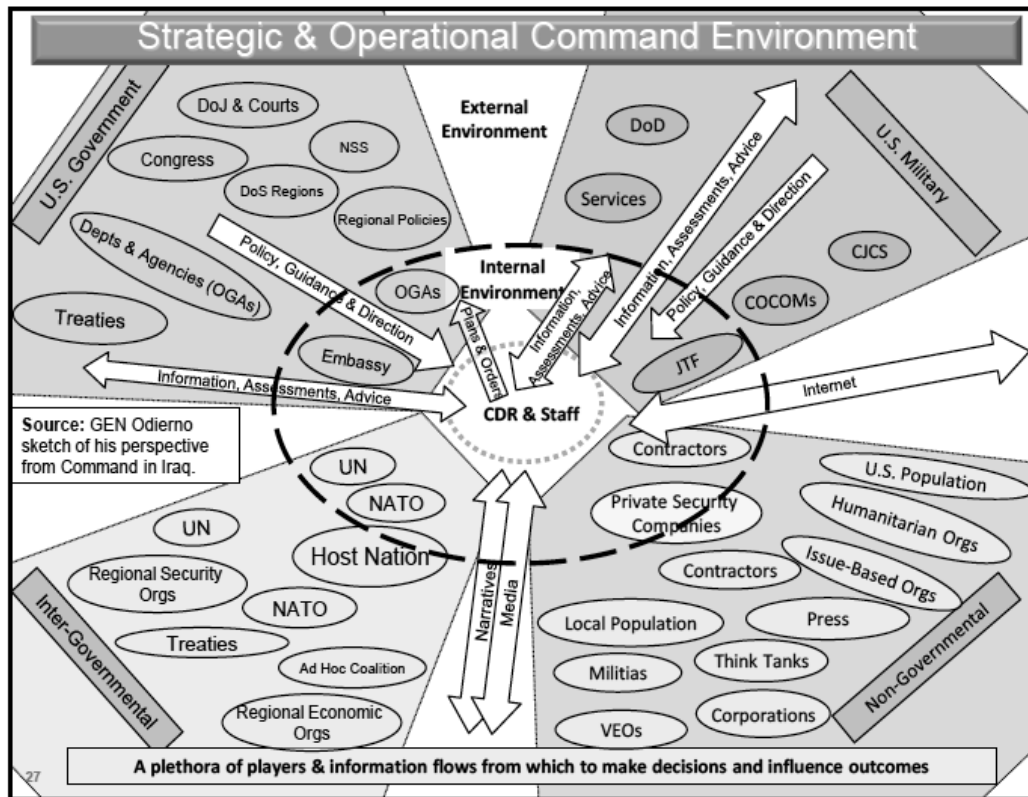 Strategic & Operational Command Environment
U.S. Government
DoJ & Courts
NSS
Congress
DoS Regions
Regional Policies
Depts & Agencies (OGAs)
Treaties
OGAs
Embassy
Policy, Guidance & Direction
Information, Assessments, Advice
External
Environment
Internal
Environment
Plans & Orders
Information,
Assessments, Advice
CDR & Staff
U.S. Military
DoD
Services
CJCS
COCOMs
JTF
Information, Assessments, Advice
Policy, Guidance & Direction
Internet
Source: GEN Odierno
sketch of his perspective
from Command in Iraq.
Inter-Governmental
UN
NATO
UN
Host Nation
Regional Security
Orgs
NATO
Treaties
Ad Hoc Coalition
Regional Economic
Orgs
Narratives
Media
Non-Governmental
Contractors
U.S. Population
Private Security
Companies
Humanitarian Orgs
Contractors
Issue-Based Orgs
Local Population
Press
Militias
Think Tanks
VEOs
Corporations
27
A plethora of players & information flows from which to make decisions and influence outcomes